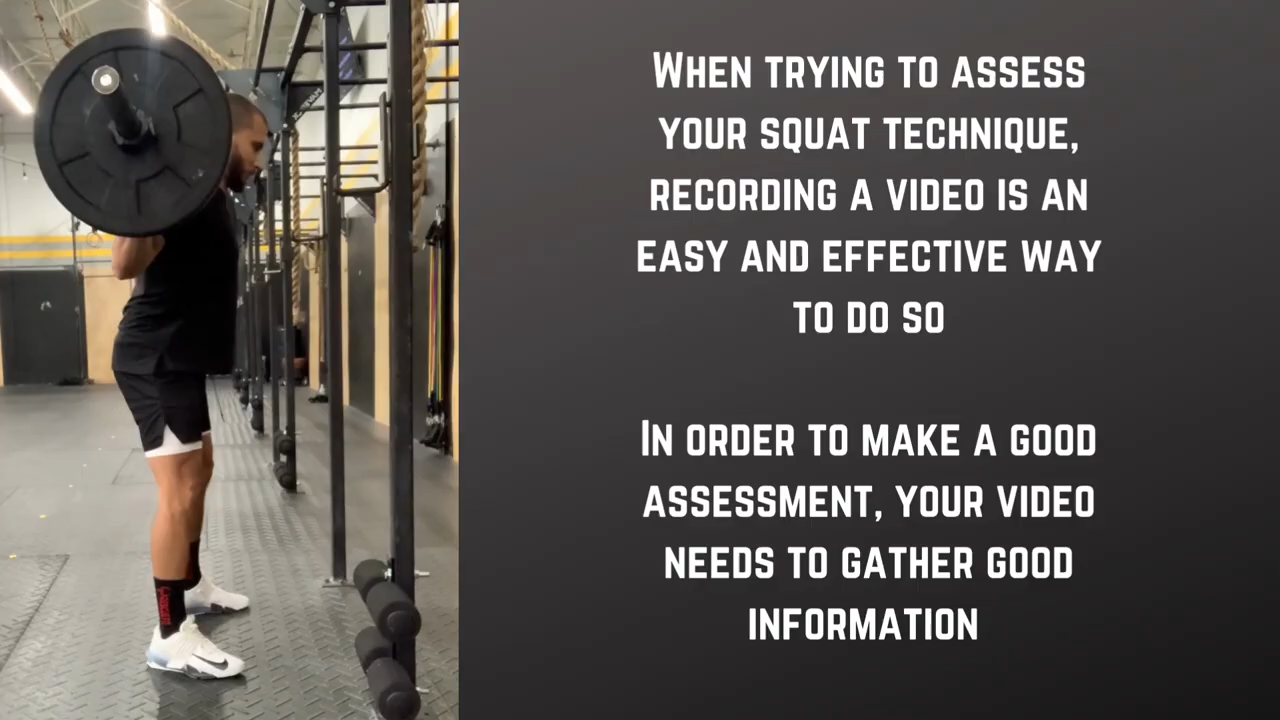 When trying to assess
your squat technique,
recording a video is an
easy and effective way
to do so
In order to make a good
assessment, your video
needs to gather good
information